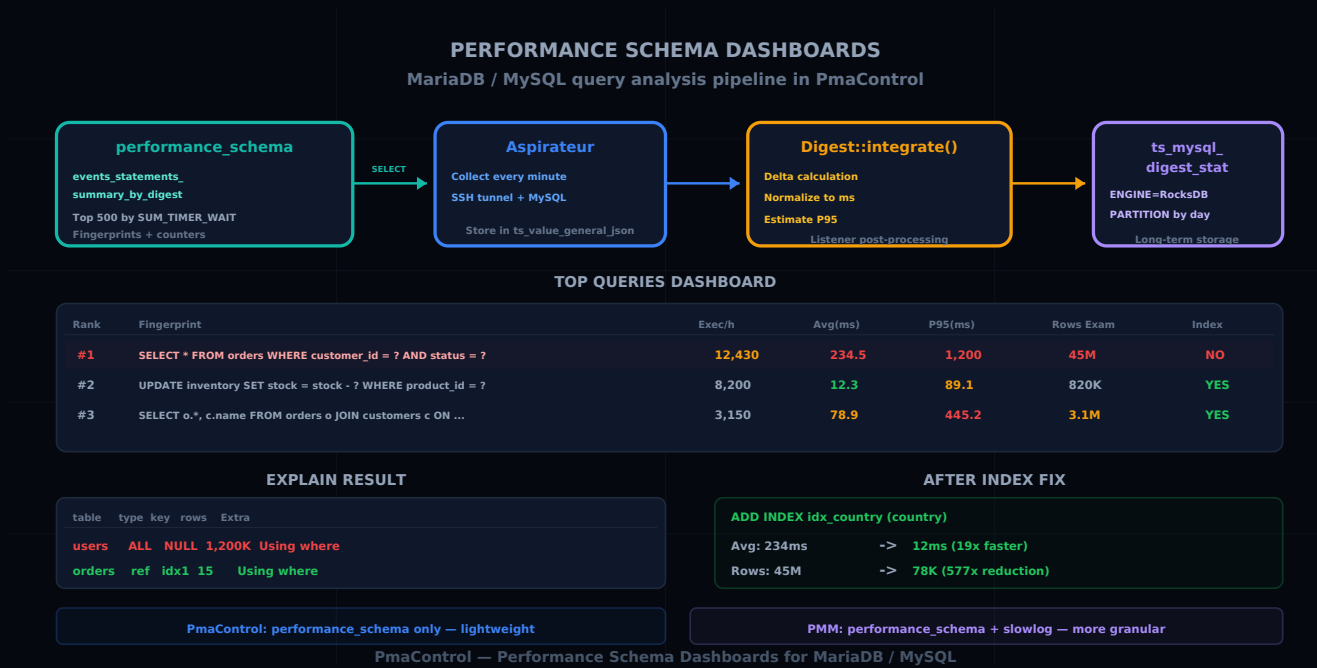 PERFORMANCE SCHEMA DASHBOARDS
MariaDB / MySQL query analysis pipeline in PmaControl
performance_schema
events_statements_
summary_by_digest
Top 500 by SUM_TIMER_WAIT
Fingerprints + counters
SELECT
Aspirateur
Collect every minute
SSH tunnel + MySQL
Store in ts_value_general_json
Digest::integrate()
Delta calculation
Normalize to ms
Estimate P95
Listener post-processing
ts_mysql_
digest_stat
ENGINE=RocksDB
PARTITION by day
Long-term storage
TOP QUERIES DASHBOARD
Rank Fingerprint Exec/h Avg(ms) P95(ms) Rows Exam Index
#1 SELECT * FROM orders WHERE customer_id = ? AND status = ? 12,430 234.5 1,200 45M NO
#2 UPDATE inventory SET stock = stock - ? WHERE product_id = ? 8,200 12.3 89.1 820K YES
#3 SELECT o.*, c.name FROM orders o JOIN customers c ON ... 3,150 78.9 445.2 3.1M YES
EXPLAIN RESULT
table type key rows Extra
users ALL NULL 1,200K Using where
orders ref idx1 15 Using where
AFTER INDEX FIX
ADD INDEX idx_country (country)
Avg: 234ms -> 12ms (19x faster)
Rows: 45M -> 78K (577x reduction)
PmaControl: performance_schema only — lightweight
PMM: performance_schema + slowlog — more granular
PmaControl — Performance Schema Dashboards for MariaDB / MySQL